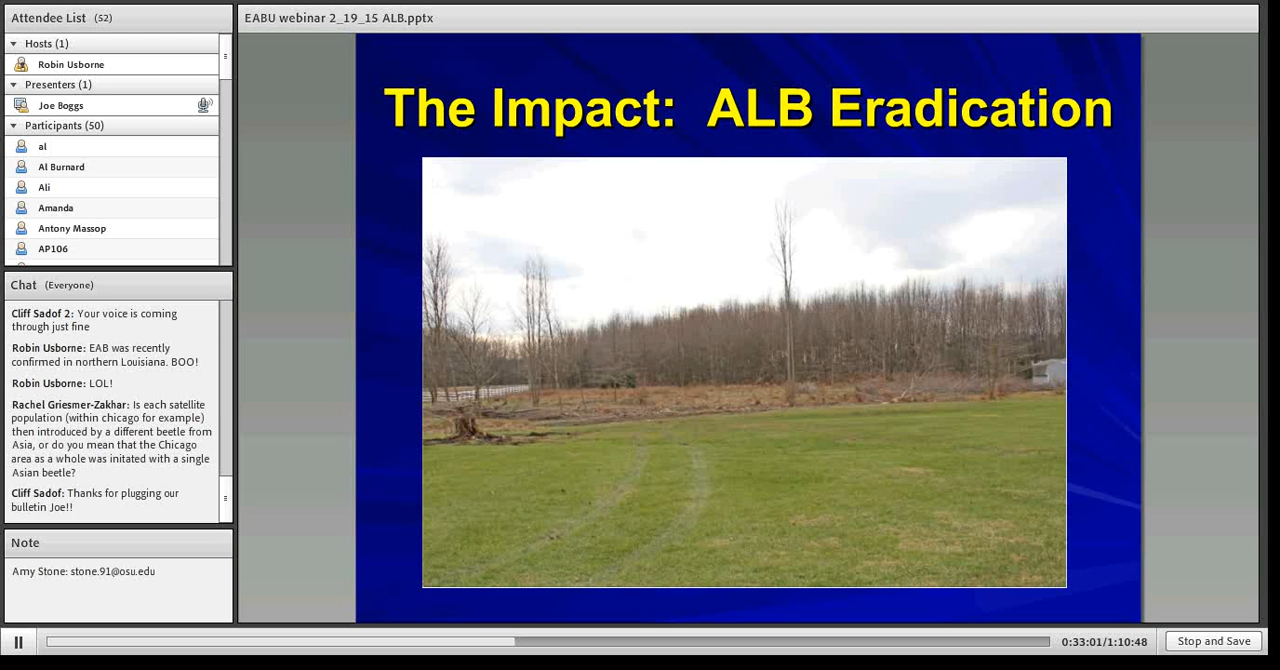 Attendee List (52)
Hosts (1)
Robin Usborne
Presenters (1)
Joe Boggs
Participants (50)
al
Al Burnard
Ali
Amanda
Antony Massop
AP106
Chat (Everyone)
Cliff Sadof 2: Your voice is coming
through just fine
Robin Usborne: EAB was recently
confirmed in northern Louisiana. BOO!
Robin Usborne: LOL!
Rachel Griesmer-Zakhar: Is each satellite
population (within chicago for example)
then introduced by a different beetle from
Asia, or do you mean that the Chicago
area as a whole was initated with a single
Asian beetle?
Cliff Sadof: Thanks for plugging our
bulletin Joe!!
Note
Amy Stone: stone.91@osu.edu
EABU webinar 2_19_15 ALB.pptx
The Impact: ALB Eradication
0:33:01/1:10:48
Stop and Save